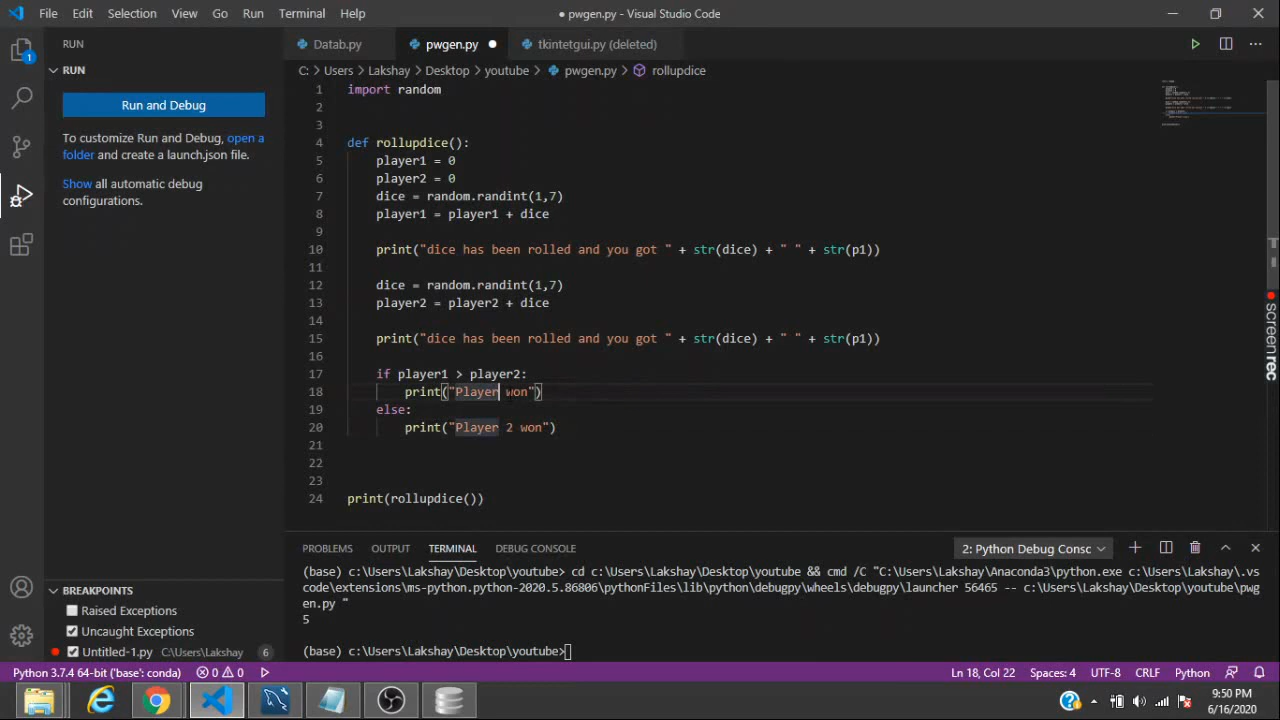 File Edit Selection View Go Run Terminal Help
● pwgen.py - Visual Studio Code
RUN
Datab.py pwgen.py tkintetgui.py (deleted)
RUN
C: > Users > Lakshay > Desktop > youtube > pwgen.py > rollupdice
Run and Debug
To customize Run and Debug, open a
folder and create a launch.json file.
Show all automatic debug
configurations.
1 import random
2
3
4 def rollupdice():
5 player1 = 0
6 player2 = 0
7 dice = random.randint(1,7)
8 player1 = player1 + dice
10 print("dice has been rolled and you got " + str(dice) + " " + str(p1))
11
12 dice = random.randint(1,7)
13 player2 = player2 + dice
14
15 print("dice has been rolled and you got " + str(dice) + " " + str(p1))
16
17 if player1 > player2:
18 print("Player won")
19 else:
20 print("Player 2 won")
21
22
23
24 print(rollupdice())
Screenrec
PROBLEMS OUTPUT TERMINAL DEBUG CONSOLE 2: Python Debug Consc
(base) c:\Users\Lakshay\Desktop\youtube> cd c:\Users\Lakshay\Desktop\youtube && cmd /C "C:\Users\Lakshay\Anaconda3\python.exe c:\Users\Lakshay\.vs
code\extensions\ms-python.python-2020.5.86806\pythonFiles\lib\python\debugpy\wheels\debugpy\launcher 56465 -- c:\Users\Lakshay\Desktop\youtube\pwg
en.py "
5
(base) c:\Users\Lakshay\Desktop\youtube>
BREAKPOINTS
Raised Exceptions
Uncaught Exceptions
Untitled-1.py C:\Users\Lakshay 6
Python 3.7.4 64-bit ('base': conda) 0 0 Ln 18, Col 22 Spaces: 4 UTF-8 CRLF Python
9:50 PM
6/16/2020